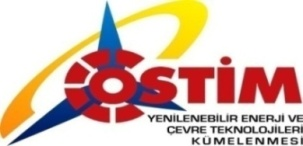 OSTİM
YENİLENEBİLİR ENERJİ VE
ÇEVRE TEKNOLOJİLERİ
KÜMELENMESİ